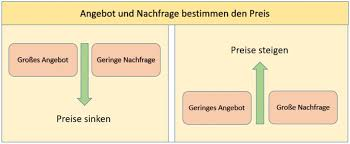 Angebot und Nachfrage bestimmen den Preis
Großes Angebot
Geringe Nachfrage
Preise sinken
Preise steigen
Geringes Angebot
Große Nachfrage